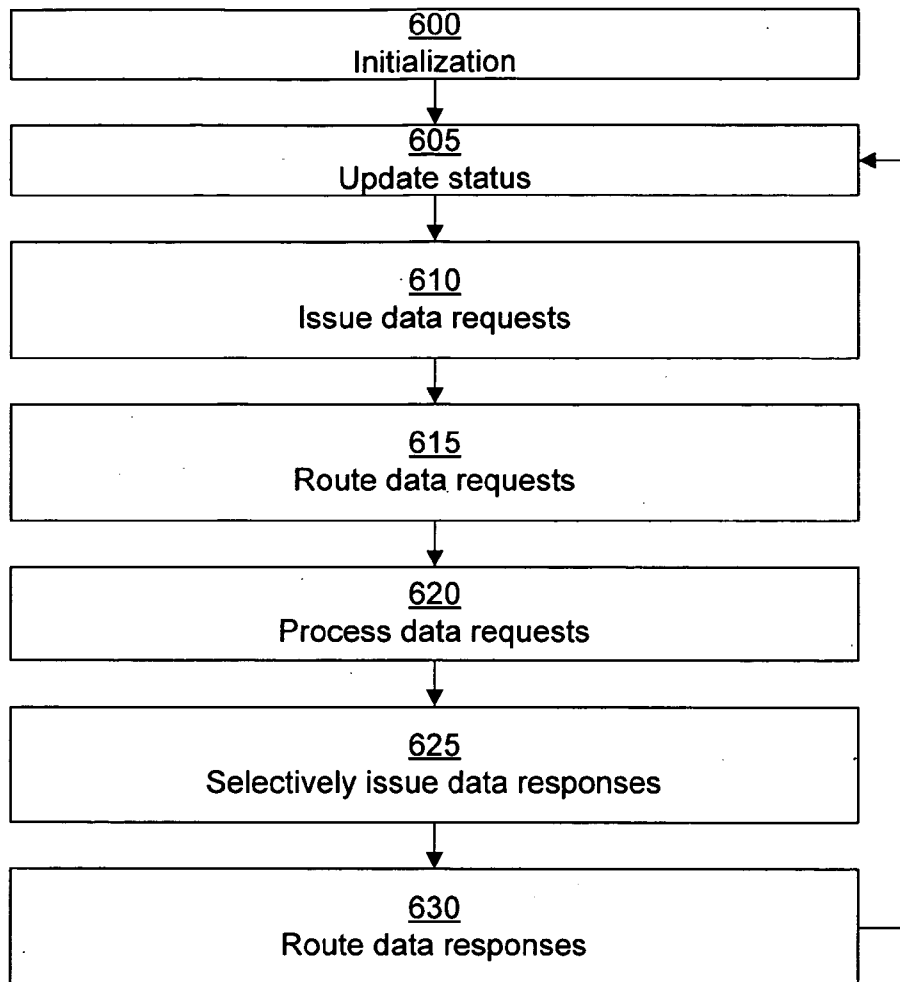 600
Initialization
605
Update status
610
Issue data requests
615
Route data requests
620
Process data requests
625
Selectively issue data responses
630
Route data responses